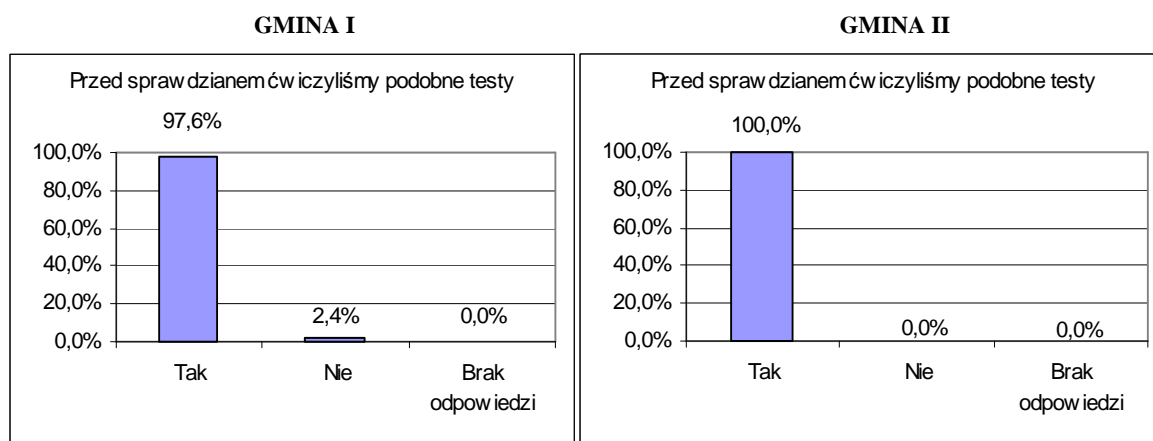 GMINA I
Przed sprawdzianem ćwiczyliśmy podobne testy
97,6%
100,0%
80,0%
60,0%
40,0%
20,0%
0,0%
2,4%
0,0%
Tak
Nie
Brak
odpowiedzi
GMINA II
Przed sprawdzianem ćwiczyliśmy podobne testy
100,0%
100,0%
80,0%
60,0%
40,0%
20,0%
0,0%
0,0%
0,0%
Tak
Nie
Brak
odpowiedzi